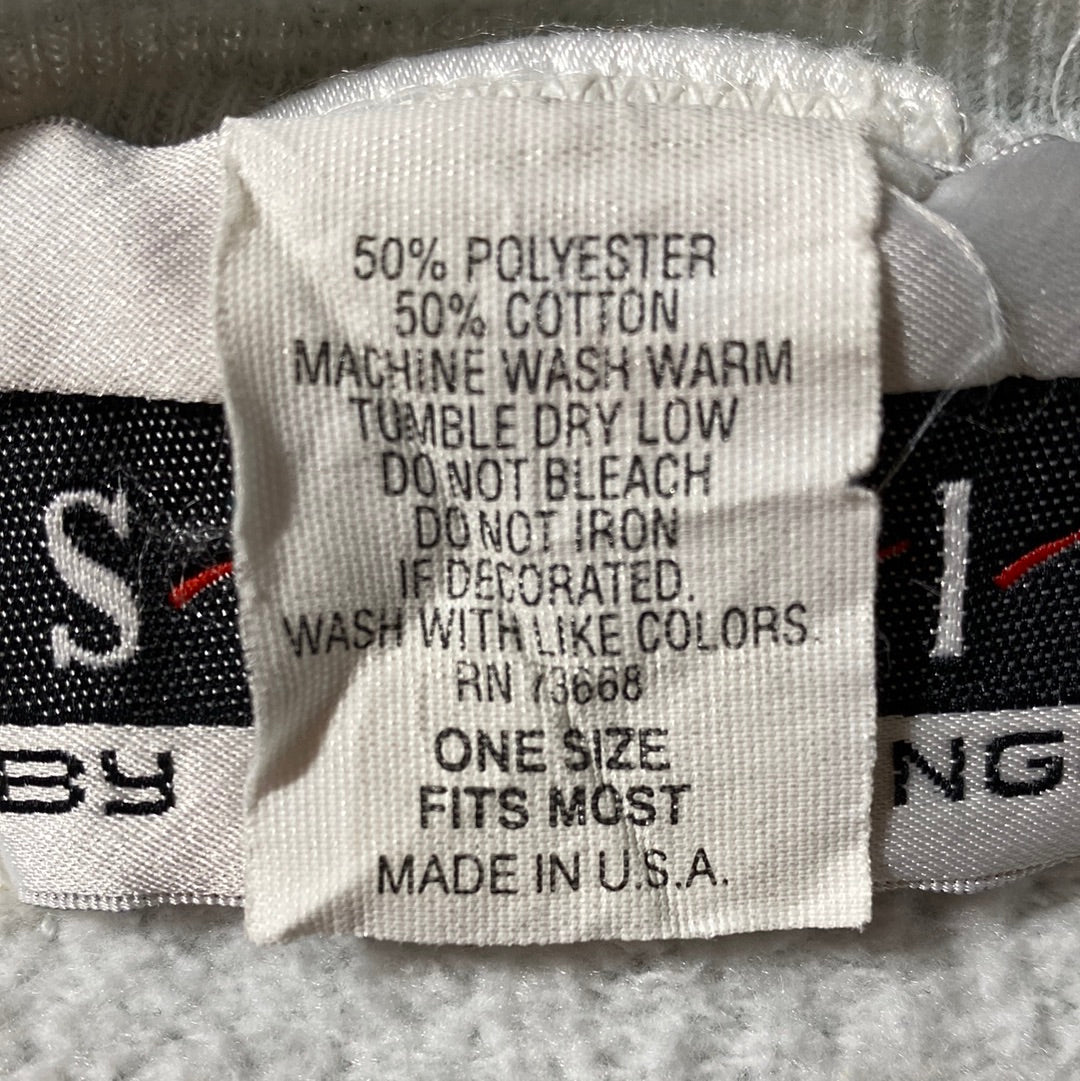 50% POLYESTER
50% COTTON
MACHINE WASH WARM
TUMBLE DRY LOW
DO NOT BLEACH
DO NOT IRON
IF DECORATED.
WASH WITH LIKE COLORS.
RN 73668
ONE SIZE
FITS MOST
MADE IN U.S.A.
S I
BY NG